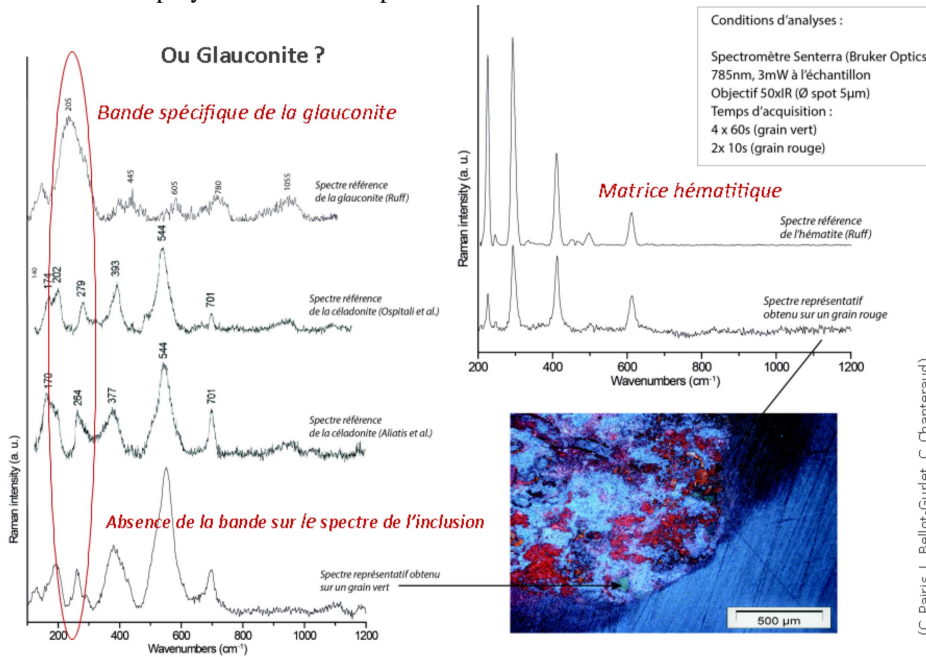 Ou Glauconite ?
Bande spécifique de la glauconite
205
445
605
780
1055
Spectre référence
de la glauconite (Ruff)
140
174
202
279
393
544
701
Spectre référence
de la céladonite (Ospitali et al.)
170
264
377
544
701
Spectre référence
de la céladonite (Aliatis et al.)
Absence de la bande sur le spectre de l'inclusion
Spectre représentatif obtenu
sur un grain vert
Raman intensity (a. u.)
200 400 600 800 1000 1200
Wavenumbers (cm⁻¹)
Conditions d'analyses :
Spectromètre Senterra (Bruker Optics
785nm, 3mW à l'échantillon
Objectif 50xIR (Ø spot 5µm)
Temps d'acquisition :
4 x 60s (grain vert)
2x 10s (grain rouge)
Matrice hématitique
Spectre référence
de l'hématite (Ruff)
Spectre représentatif
obtenu sur un grain rouge
Raman intensity (a. u.)
200 400 600 800 1000 1200
Wavenumbers (cm⁻¹)
500 µm
(C. Pairis, L. Bellot-Gurlet, C. Chanteraud)